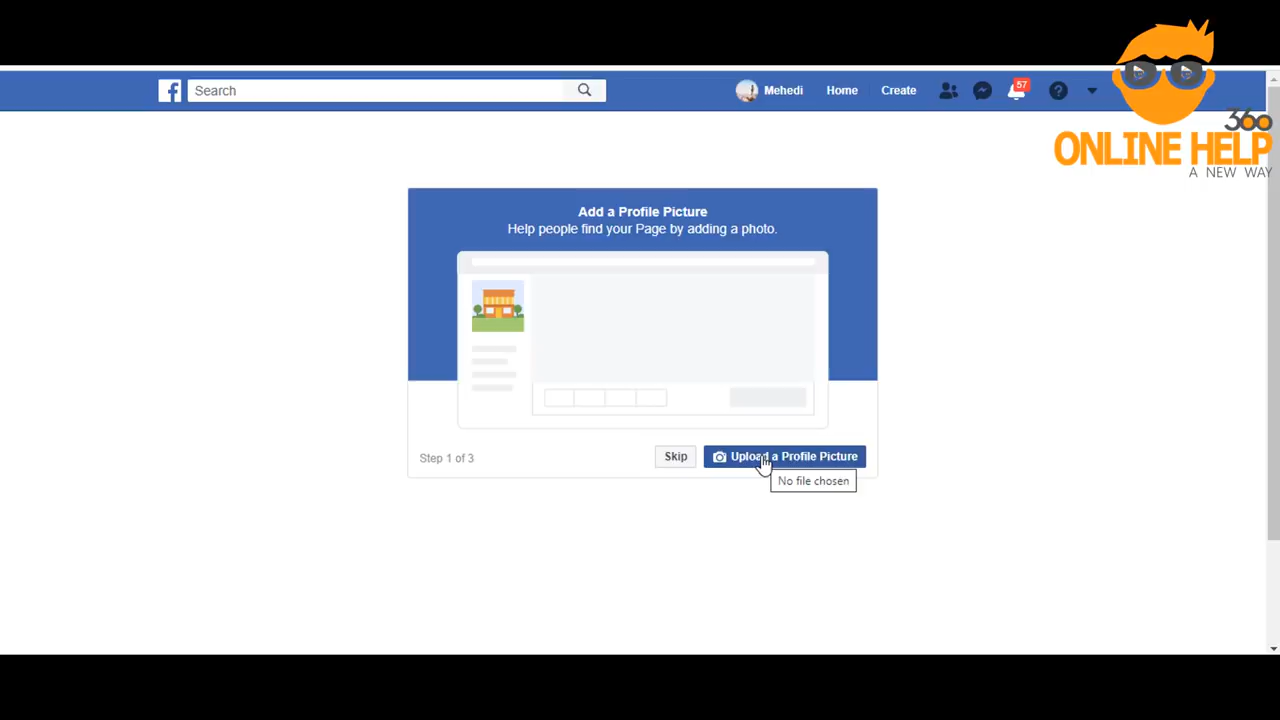 Search
Mehedi
Home
Create
57
360
ONLINE HELP
A NEW WAY
Add a Profile Picture
Help people find your Page by adding a photo.
Step 1 of 3
Skip
Upload a Profile Picture
No file chosen